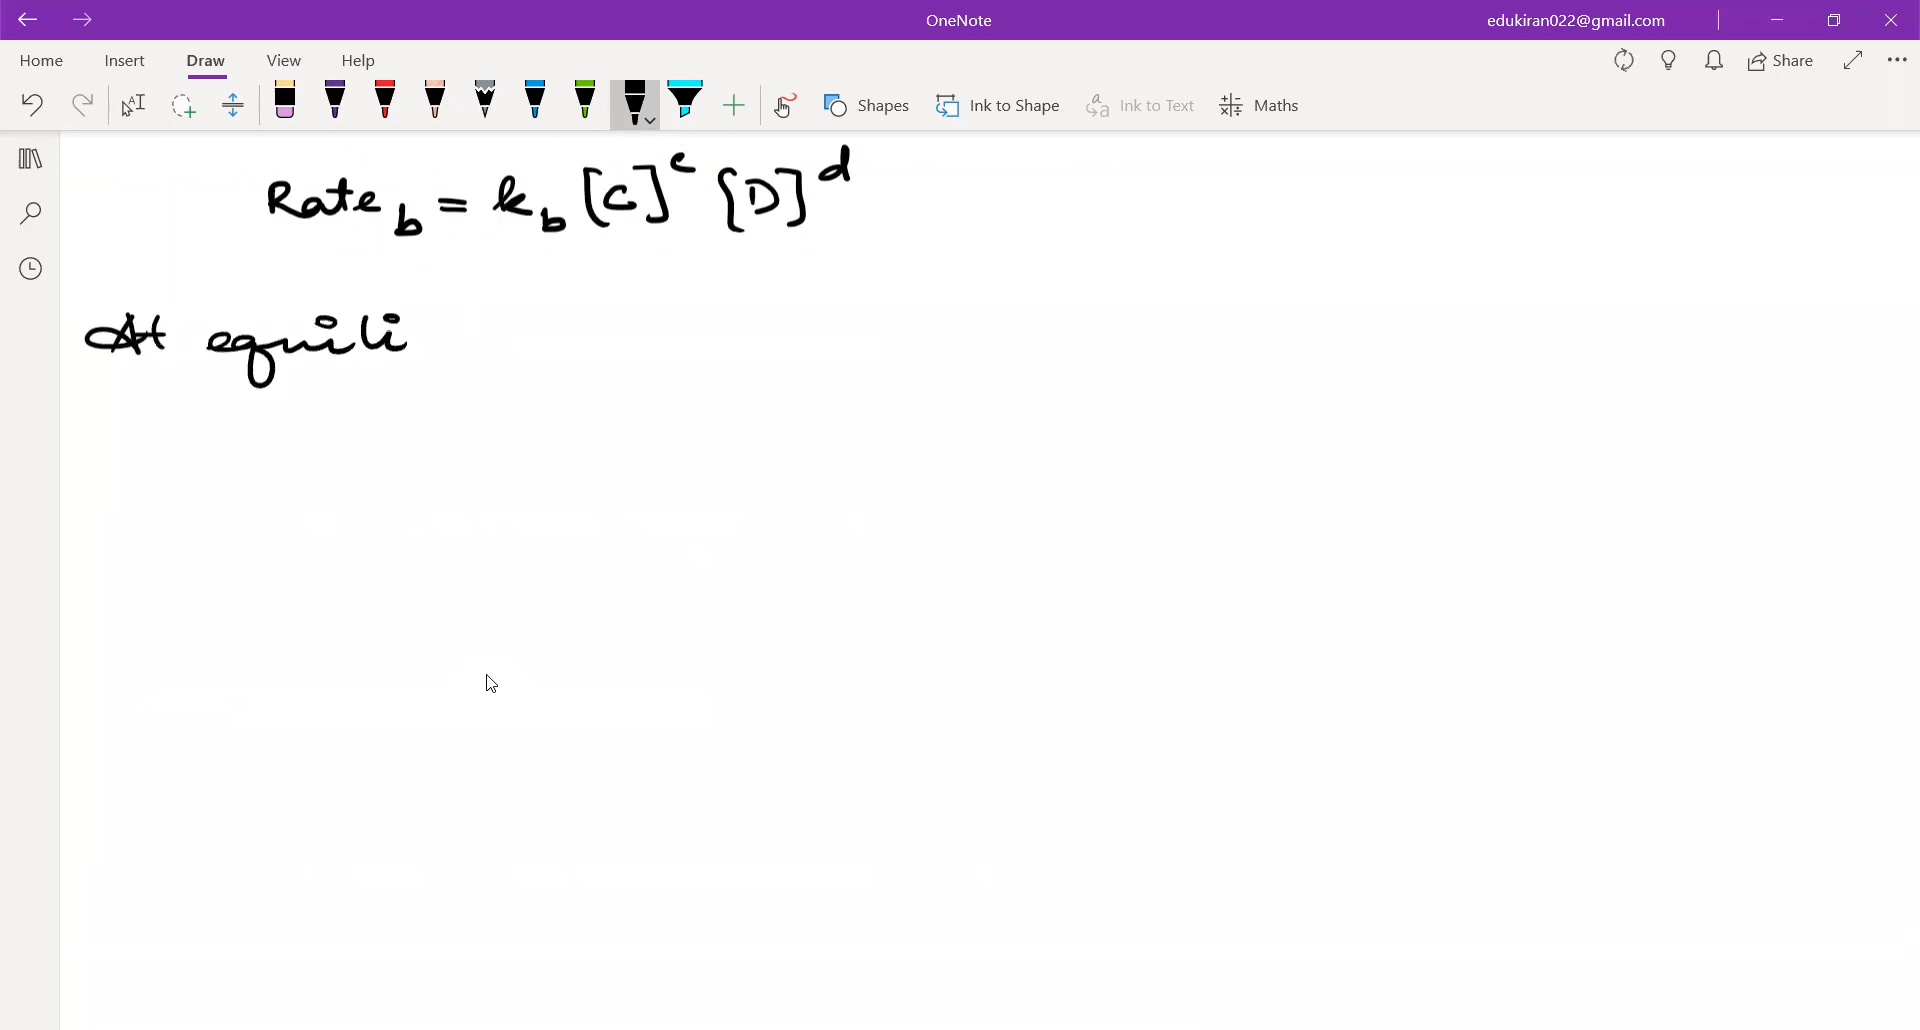 OneNote
edukiran022@gmail.com
Home Insert Draw View Help
Share
Shapes Ink to Shape Ink to Text Maths
Rate b = k b [C]^c [D]^d
At equili